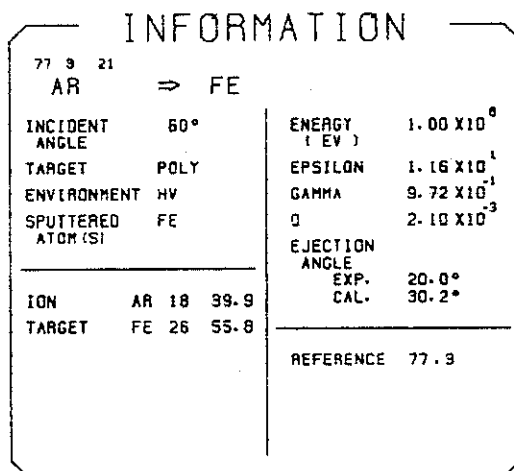 INFORMATION
77 9 21
AR ⇒ FE
INCIDENT ANGLE 60°
TARGET POLY
ENVIRONMENT HV
SPUTTERED ATOM(S) FE
ION AR 18 39.9
TARGET FE 26 55.8
ENERGY (EV) 1.00 X10^6
EPSILON 1.16 X10^1
GAMMA 9.72 X10^-1
Q 2.10 X10^-3
EJECTION ANGLE
EXP. 20.0°
CAL. 30.2°
REFERENCE 77.3